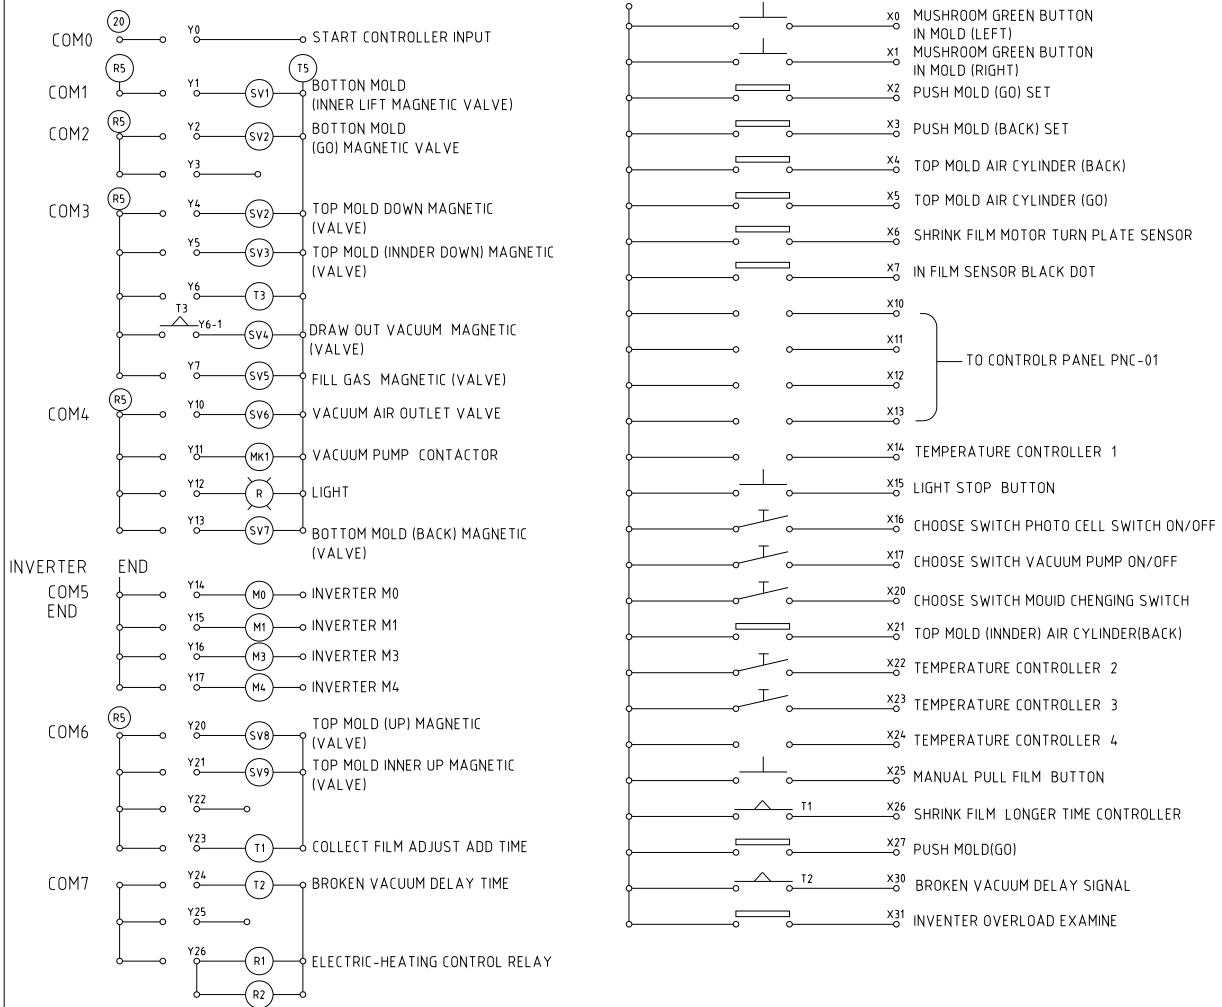 20
COM0 Y0 START CONTROLLER INPUT
R5 T5
COM1 Y1 SV1 BOTTON MOLD
(INNER LIFT MAGNETIC VALVE)
R5
COM2 Y2 SV2 BOTTON MOLD
(GO) MAGNETIC VALVE
Y3
R5
COM3 Y4 SV2 TOP MOLD DOWN MAGNETIC
(VALVE)
Y5 SV3 TOP MOLD (INNDER DOWN) MAGNETIC
(VALVE)
Y6 T3
T3 Y6-1 SV4 DRAW OUT VACUUM MAGNETIC
(VALVE)
Y7 SV5 FILL GAS MAGNETIC (VALVE)
R5
COM4 Y10 SV6 VACUUM AIR OUTLET VALVE
Y11 MK1 VACUUM PUMP CONTACTOR
Y12 R LIGHT
Y13 SV7 BOTTOM MOLD (BACK) MAGNETIC
(VALVE)
INVERTER END
COM5 Y14 M0 INVERTER M0
END
Y15 M1 INVERTER M1
Y16 M3 INVERTER M3
Y17 M4 INVERTER M4
R5
COM6 Y20 SV8 TOP MOLD (UP) MAGNETIC
(VALVE)
Y21 SV9 TOP MOLD INNER UP MAGNETIC
(VALVE)
Y22
Y23 T1 COLLECT FILM ADJUST ADD TIME
COM7 Y24 T2 BROKEN VACUUM DELAY TIME
Y25
Y26 R1 ELECTRIC-HEATING CONTROL RELAY
R2
X0 MUSHROOM GREEN BUTTON
IN MOLD (LEFT)
X1 MUSHROOM GREEN BUTTON
IN MOLD (RIGHT)
X2 PUSH MOLD (GO) SET
X3 PUSH MOLD (BACK) SET
X4 TOP MOLD AIR CYLINDER (BACK)
X5 TOP MOLD AIR CYLINDER (GO)
X6 SHRINK FILM MOTOR TURN PLATE SENSOR
X7 IN FILM SENSOR BLACK DOT
X10
X11
TO CONTROLR PANEL PNC-01
X12
X13
X14 TEMPERATURE CONTROLLER 1
X15 LIGHT STOP BUTTON
X16 CHOOSE SWITCH PHOTO CELL SWITCH ON/OFF
X17 CHOOSE SWITCH VACUUM PUMP ON/OFF
X20 CHOOSE SWITCH MOUID CHENGING SWITCH
X21 TOP MOLD (INNDER) AIR CYLINDER(BACK)
X22 TEMPERATURE CONTROLLER 2
X23 TEMPERATURE CONTROLLER 3
X24 TEMPERATURE CONTROLLER 4
X25 MANUAL PULL FILM BUTTON
T1 X26 SHRINK FILM LONGER TIME CONTROLLER
X27 PUSH MOLD(GO)
T2 X30 BROKEN VACUUM DELAY SIGNAL
X31 INVENTER OVERLOAD EXAMINE